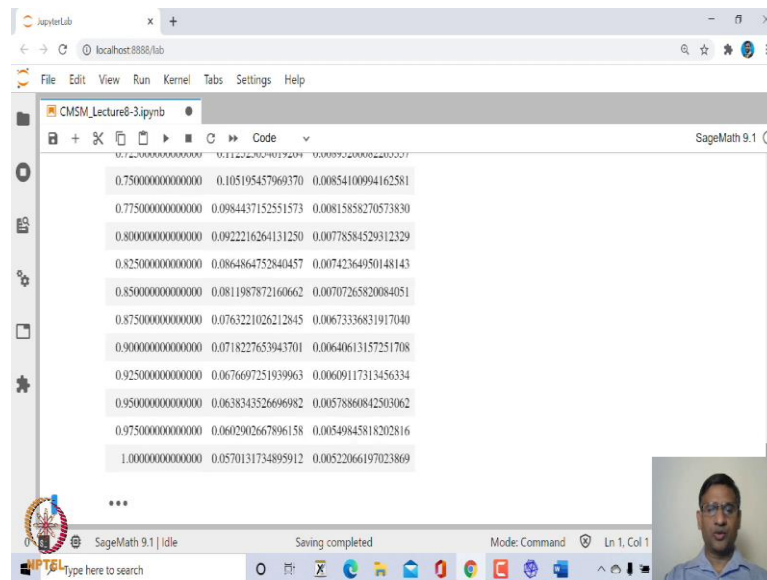 JupyterLab
localhost:8888/lab
File Edit View Run Kernel Tabs Settings Help
CMSM_Lecture8-3.ipynb
Code
SageMath 9.1
0.750000000000000 0.105195457969370 0.00854100994162581
0.775000000000000 0.0984437152551573 0.00815858270573830
0.800000000000000 0.0922216264131250 0.00778584529312329
0.825000000000000 0.0864864752840457 0.00742364950148143
0.850000000000000 0.0811987872160662 0.00707265820084051
0.875000000000000 0.0763221026212845 0.00673336831917040
0.900000000000000 0.0718227653943701 0.00640613157251708
0.925000000000000 0.0676697251939963 0.00609117313456334
0.950000000000000 0.0638343526696982 0.00578860842503062
0.975000000000000 0.0602902667896158 0.00549845818202816
1.00000000000000 0.0570131734895912 0.00522066197023869
SageMath 9.1 | Idle Saving completed Mode: Command Ln 1, Col 1
NPTEL
Type here to search